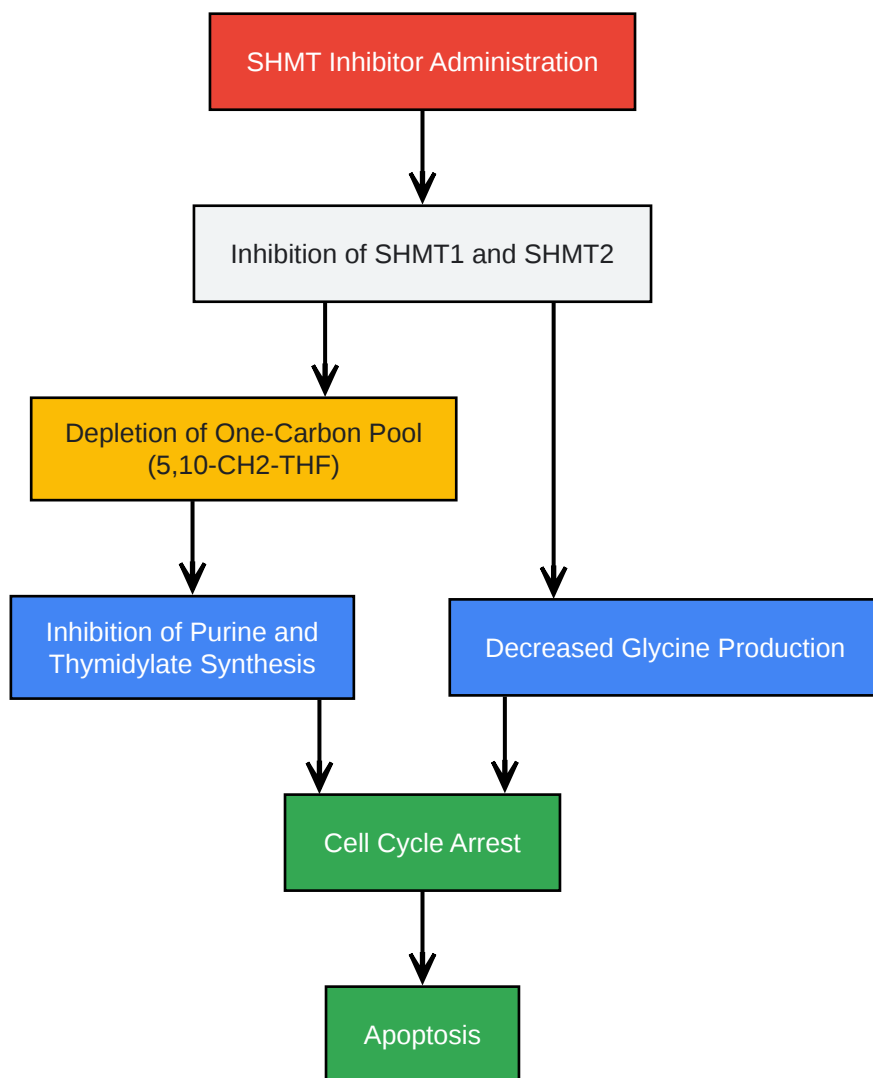 SHMT Inhibitor Administration
Inhibition of SHMT1 and SHMT2
Depletion of One-Carbon Pool
(5,10-CH2-THF)
Inhibition of Purine and
Thymidylate Synthesis
Decreased Glycine Production
Cell Cycle Arrest
Apoptosis